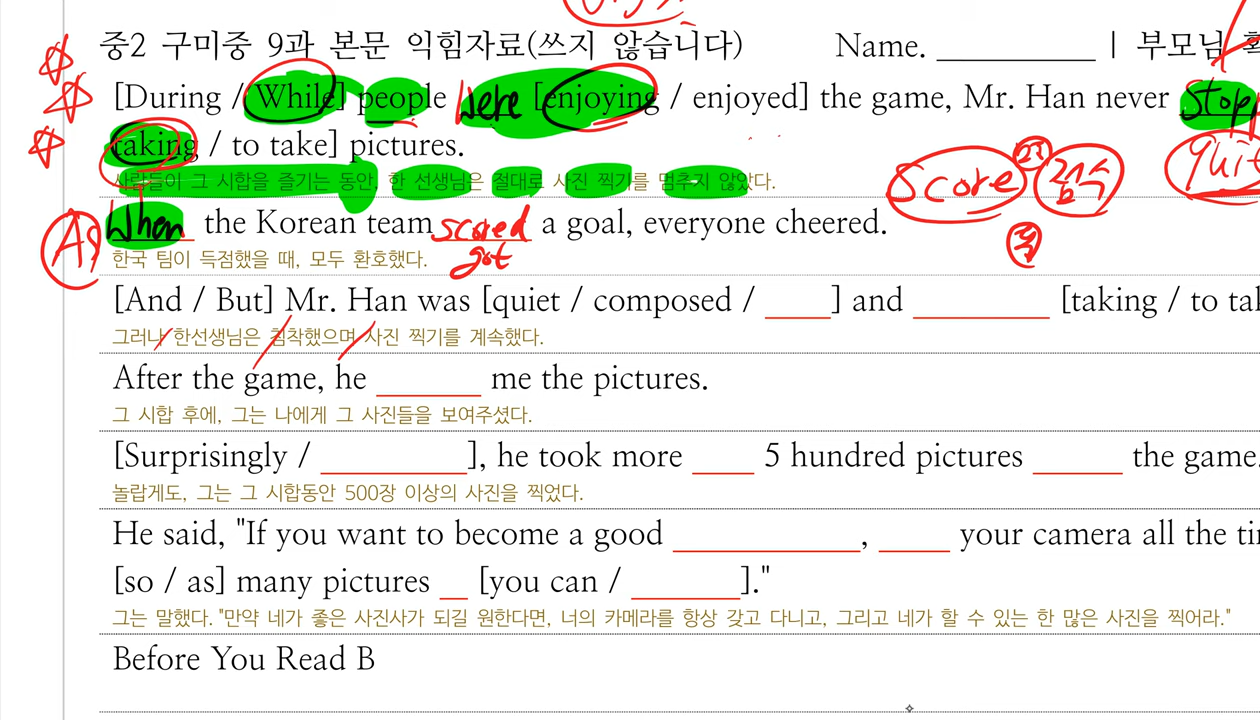 중2 구미중 9과 본문 익힘자료(쓰지 않습니다) Name. __________ | 부모님
[During / While] people were [enjoying / enjoyed] the game, Mr. Han never stopp
taking / to take] pictures.
quit
사람들이 그 시합을 즐기는 동안, 한 선생님은 절대로 사진 찍기를 멈추지 않았다.
score 점수
As When the Korean team scored a goal, everyone cheered.
got
한국 팀이 득점했을 때, 모두 환호했다.
[And / But] Mr. Han was [quiet / composed / ____] and ________ [taking / to tak
그러나 한선생님은 침착했으며 사진 찍기를 계속했다.
After the game, he ______ me the pictures.
그 시합 후에, 그는 나에게 그 사진들을 보여주셨다.
[Surprisingly / _________], he took more ____ 5 hundred pictures ______ the game.
놀랍게도, 그는 그 시합동안 500장 이상의 사진을 찍었다.
He said, "If you want to become a good ____________, ____ your camera all the ti
[so / as] many pictures __ [you can / _______]."
그는 말했다. "만약 네가 좋은 사진사가 되길 원한다면, 너의 카메라를 항상 갖고 다니고, 그리고 네가 할 수 있는 한 많은 사진을 찍어라."
Before You Read B